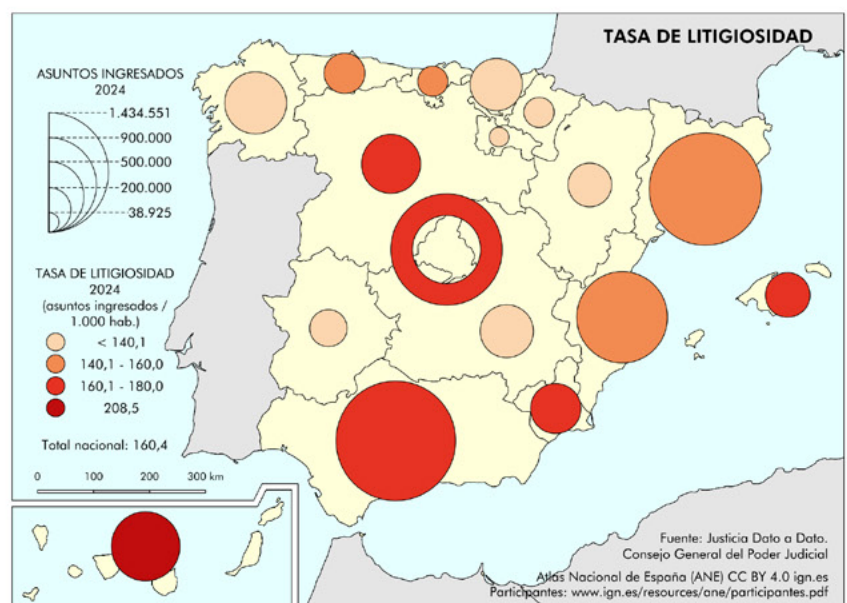 TASA DE LITIGIOSIDAD
ASUNTOS INGRESADOS
2024
1.434.551
900.000
500.000
200.000
38.925
TASA DE LITIGIOSIDAD
2024
(asuntos ingresados /
1.000 hab.)
< 140,1
140,1 - 160,0
160,1 - 180,0
208,5
Total nacional: 160,4
0 100 200 300 km
Fuente: Justicia Dato a Dato.
Consejo General del Poder Judicial
Atlas Nacional de España (ANE) CC BY 4.0 ign.es
Participantes: www.ign.es/resources/ane/participantes.pdf